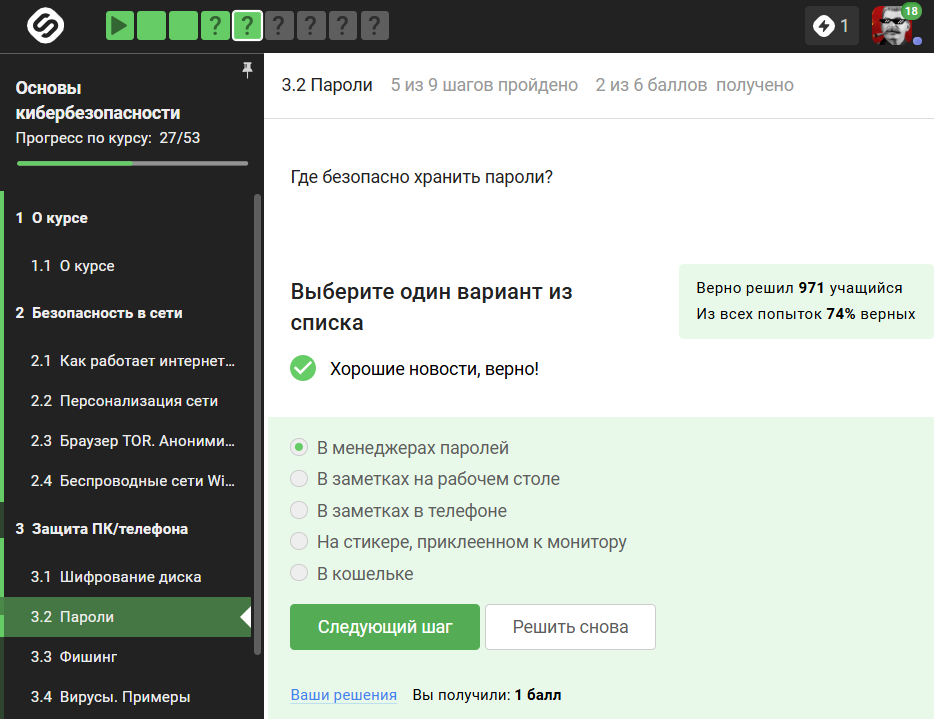 ? ? ? ? ? ?
1
18
Основы
кибербезопасности
Прогресс по курсу: 27/53
1 О курсе
1.1 О курсе
2 Безопасность в сети
2.1 Как работает интернет...
2.2 Персонализация сети
2.3 Браузер TOR. Аноними...
2.4 Беспроводные сети Wi...
3 Защита ПК/телефона
3.1 Шифрование диска
3.2 Пароли
3.3 Фишинг
3.4 Вирусы. Примеры
3.2 Пароли 5 из 9 шагов пройдено 2 из 6 баллов получено
Где безопасно хранить пароли?
Выберите один вариант из
списка
Верно решил 971 учащийся
Из всех попыток 74% верных
Хорошие новости, верно!
В менеджерах паролей
В заметках на рабочем столе
В заметках в телефоне
На стикере, приклеенном к монитору
В кошельке
Следующий шаг
Решить снова
Ваши решения Вы получили: 1 балл